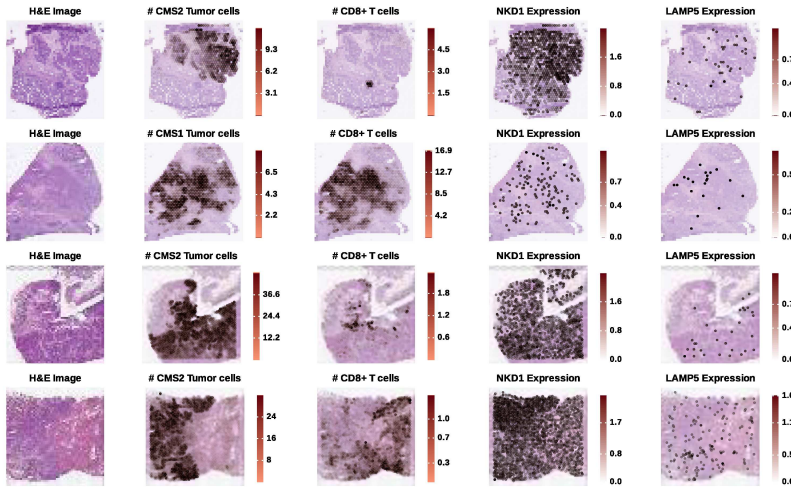 H&E Image # CMS2 Tumor cells # CD8+ T cells NKD1 Expression LAMP5 Expression
9.3 4.5 1.6
6.2 3.0 0.8
3.1 1.5 0.0
H&E Image # CMS1 Tumor cells # CD8+ T cells NKD1 Expression LAMP5 Expression
16.9
6.5 12.7 0.7
4.3 8.5 0.4
2.2 4.2 0.0
H&E Image # CMS2 Tumor cells # CD8+ T cells NKD1 Expression LAMP5 Expression
36.6 1.8 1.6
24.4 1.2 0.8
12.2 0.6 0.0
H&E Image # CMS2 Tumor cells # CD8+ T cells NKD1 Expression LAMP5 Expression
24 1.0 1.7
16 0.7 0.8
8 0.3 0.0